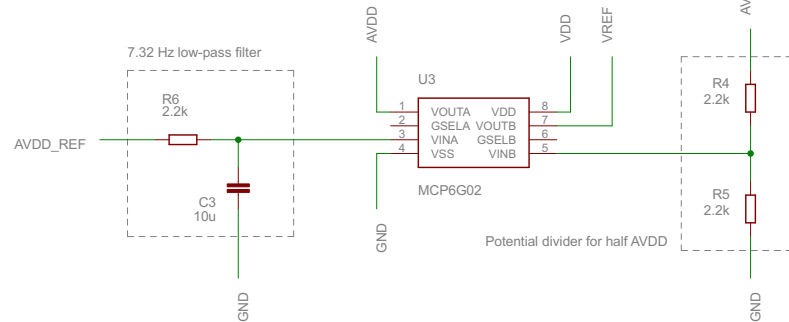 AV
AVDD
VDD
VREF
7.32 Hz low-pass filter
U3
R4
2.2k
R6
2.2k
1 VOUTA VDD 8
2 GSELA VOUTB 7
3 VINA GSELB 6
4 VSS VINB 5
AVDD_REF
MCP6G02
C3
10u
R5
2.2k
GND
Potential divider for half AVDD
GND
GND